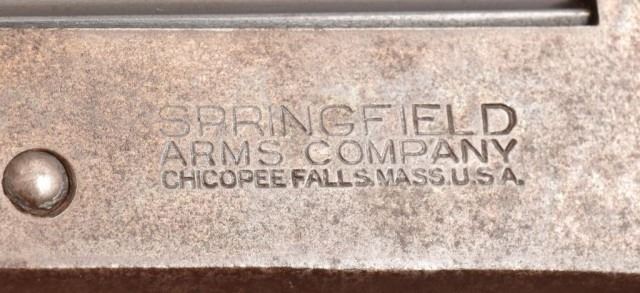 SPRINGFIELD
ARMS COMPANY
CHICOPEE FALLS. MASS. U.S.A.